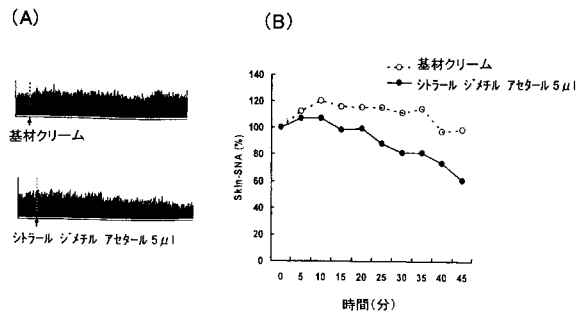 (A)
基材クリーム
シトラール ジメチル アセタール 5μl
(B)
基材クリーム
シトラール ジメチル アセタール 5μl
Skin-SNA (%)
140
120
100
80
60
40
20
0
0 5 10 15 20 25 30 35 40 45
時間(分)